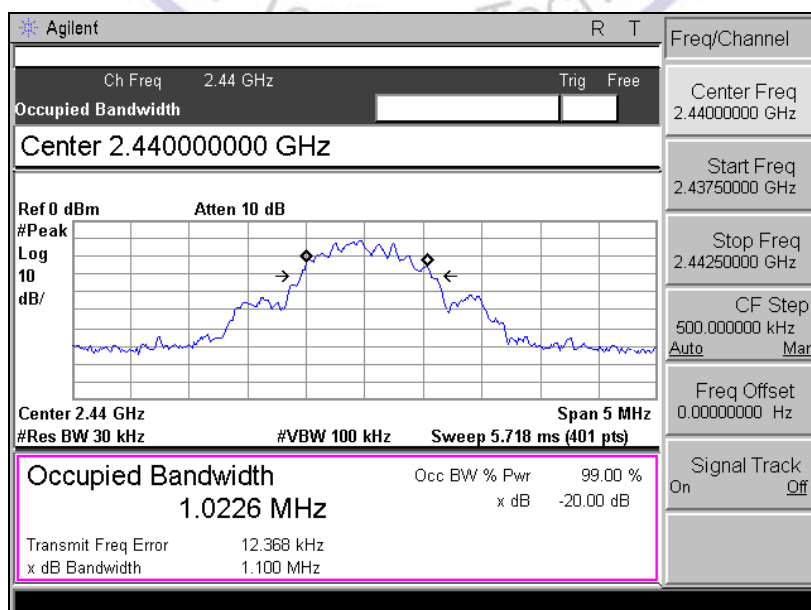 Agilent R T
Ch Freq 2.44 GHz Trig Free
Occupied Bandwidth
Center 2.440000000 GHz
Ref 0 dBm Atten 10 dB
#Peak
Log
10
dB/
Center 2.44 GHz Span 5 MHz
#Res BW 30 kHz #VBW 100 kHz Sweep 5.718 ms (401 pts)
Occupied Bandwidth Occ BW % Pwr 99.00 %
1.0226 MHz x dB -20.00 dB
Transmit Freq Error 12.368 kHz
x dB Bandwidth 1.100 MHz
Freq/Channel
Center Freq
2.44000000 GHz
Start Freq
2.43750000 GHz
Stop Freq
2.44250000 GHz
CF Step
500.000000 kHz
Auto Man
Freq Offset
0.00000000 Hz
Signal Track
On Off